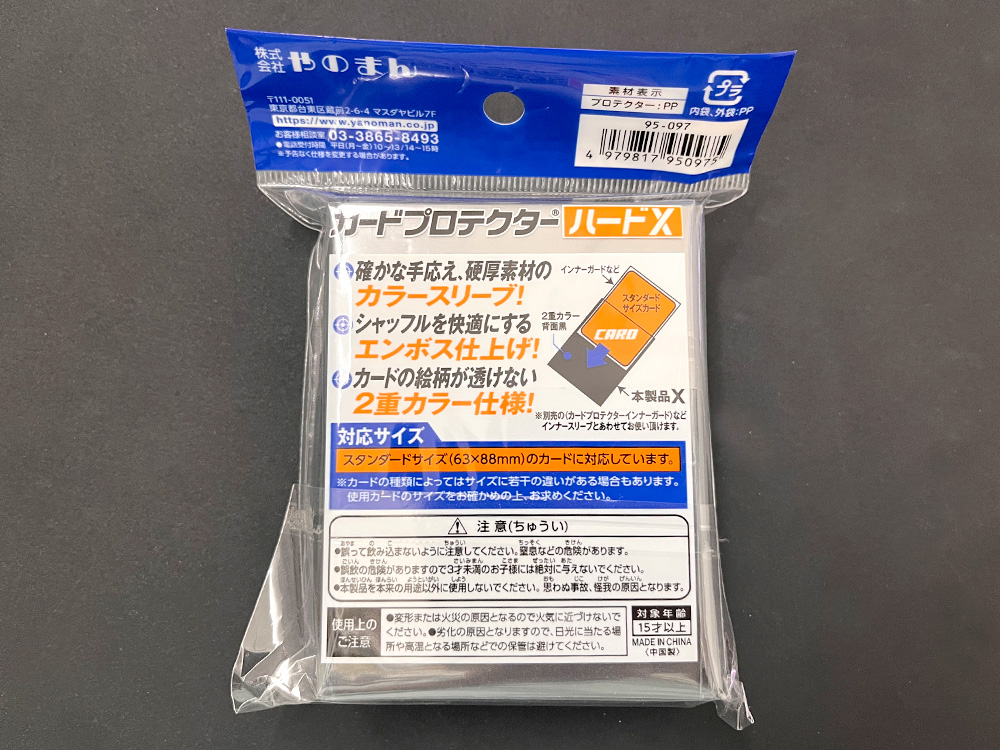 株式会社 やのまん
〒111-0051
東京都台東区蔵前2-6-4 マスダヤビル7F
https://www.yanoman.co.jp
お客様相談室 03-3865-8493
●電話受付時間 平日(月〜金)10〜13/14〜15時
※予告なく仕様を変更する場合があります。
素材表示
プロテクター:PP
プラ
内袋、外袋:PP
95-097
4 979817 950975
カードプロテクター® ハードX
確かな手応え、硬厚素材の
カラースリーブ!
シャッフルを快適にする
エンボス仕上げ!
カードの絵柄が透けない
2重カラー仕様!
インナーガードなど
スタンダード
サイズカード
CARD
2重カラー
背面黒
本製品X
※別売の〈カードプロテクターインナーガード〉など
インナースリーブとあわせてお使い頂けます。
対応サイズ
スタンダードサイズ(63×88mm)のカードに対応しています。
※カードの種類によってはサイズに若干の違いがある場合もあります。
使用カードのサイズをお確かめの上、お求めください。
⚠ 注意(ちゅうい)
●誤って飲み込まないように注意してください。窒息などの危険があります。
●誤飲の危険がありますので3才未満のお子様には絶対に与えないでください。
●本製品を本来の用途以外に使用しないでください。思わぬ事故、怪我の原因となります。
使用上の
ご注意
●変形または火災の原因となるので火気に近づけないで
ください。●劣化の原因となりますので、日光に当たる場
所や高温となる場所などでの保管は避けてください。
対象年齢
15才以上
MADE IN CHINA
(中国製)